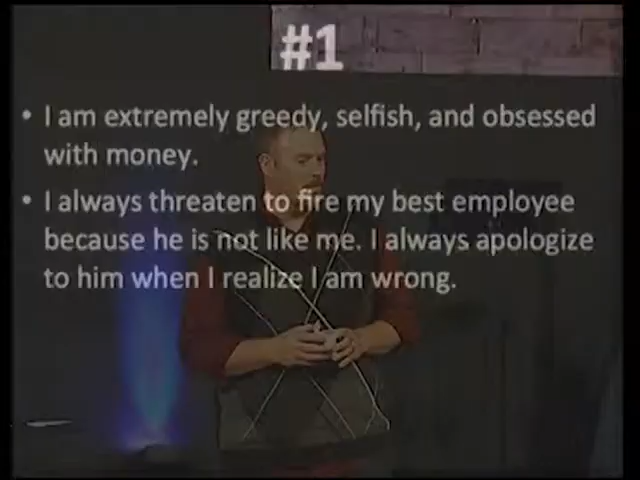 #1
• I am extremely greedy, selfish, and obsessed
with money.
• I always threaten to fire my best employee
because he is not like me. I always apologize
to him when I realize I am wrong.